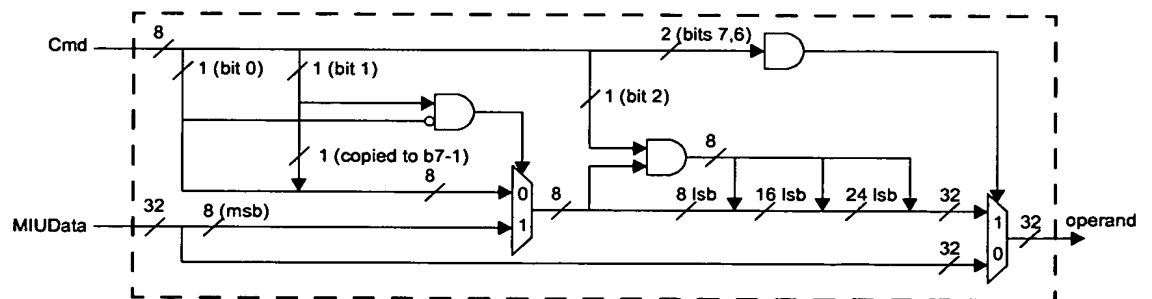 Cmd
8
2 (bits 7,6)
1 (bit 0)
1 (bit 1)
1 (bit 2)
1 (copied to b7-1)
8
8
0
1
8
8 lsb
16 lsb
24 lsb
32
1
0
32
operand
MIUData
32
8 (msb)
32